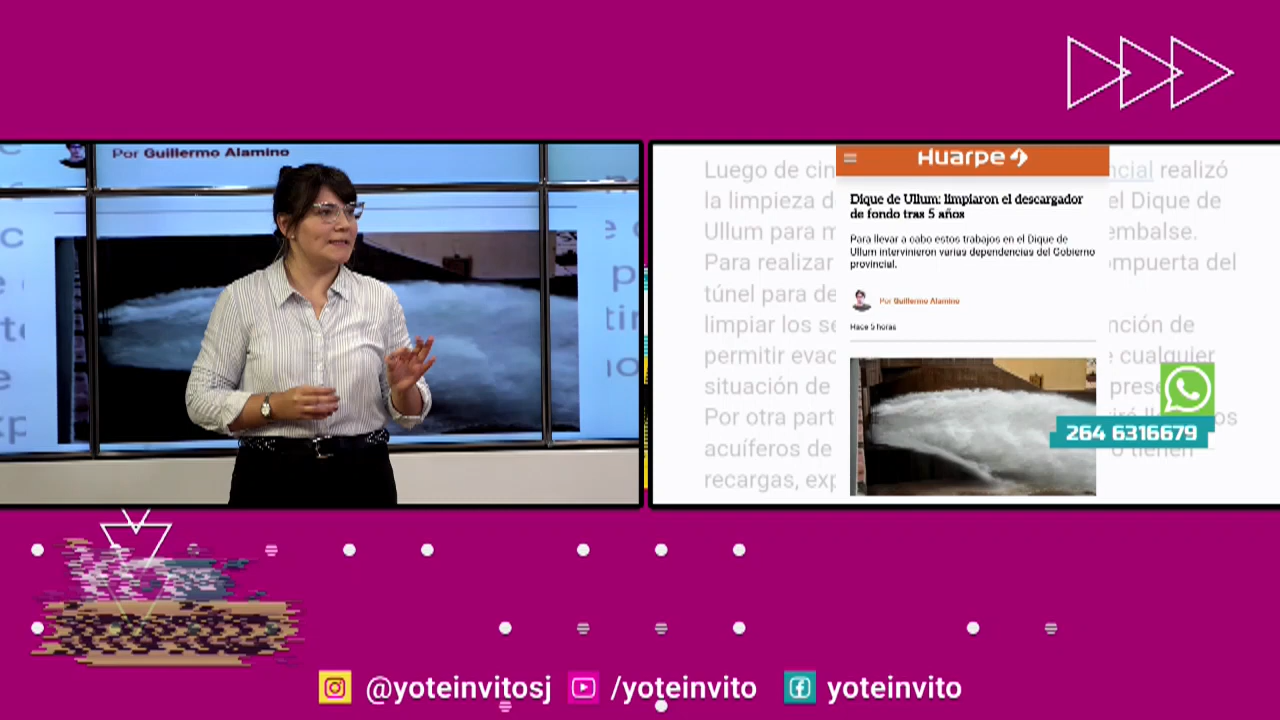 Por Guillermo Alamino
Luego de cin
ncial realizó
la limpieza d
el Dique de
Ullum para m
embalse.
Para realizar
ompuerta del
túnel para de
limpiar los se
nción de
permitir evac
e cualquier
situación de
prese
Por otra part
acuíferos de
tienen
recargas, exp
Huarpe
Dique de Ullum: limpiaron el descargador
de fondo tras 5 años
Para llevar a cabo estos trabajos en el Dique de
Ullum intervinieron varias dependencias del Gobierno
provincial.
Por Guillermo Alamino
Hace 5 horas
264 6316679
@yoteinvitosj
/yoteinvito
yoteinvito